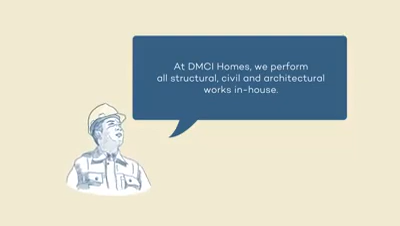 At DMCI Homes, we perform
all structural, civil and architectural
works in-house.